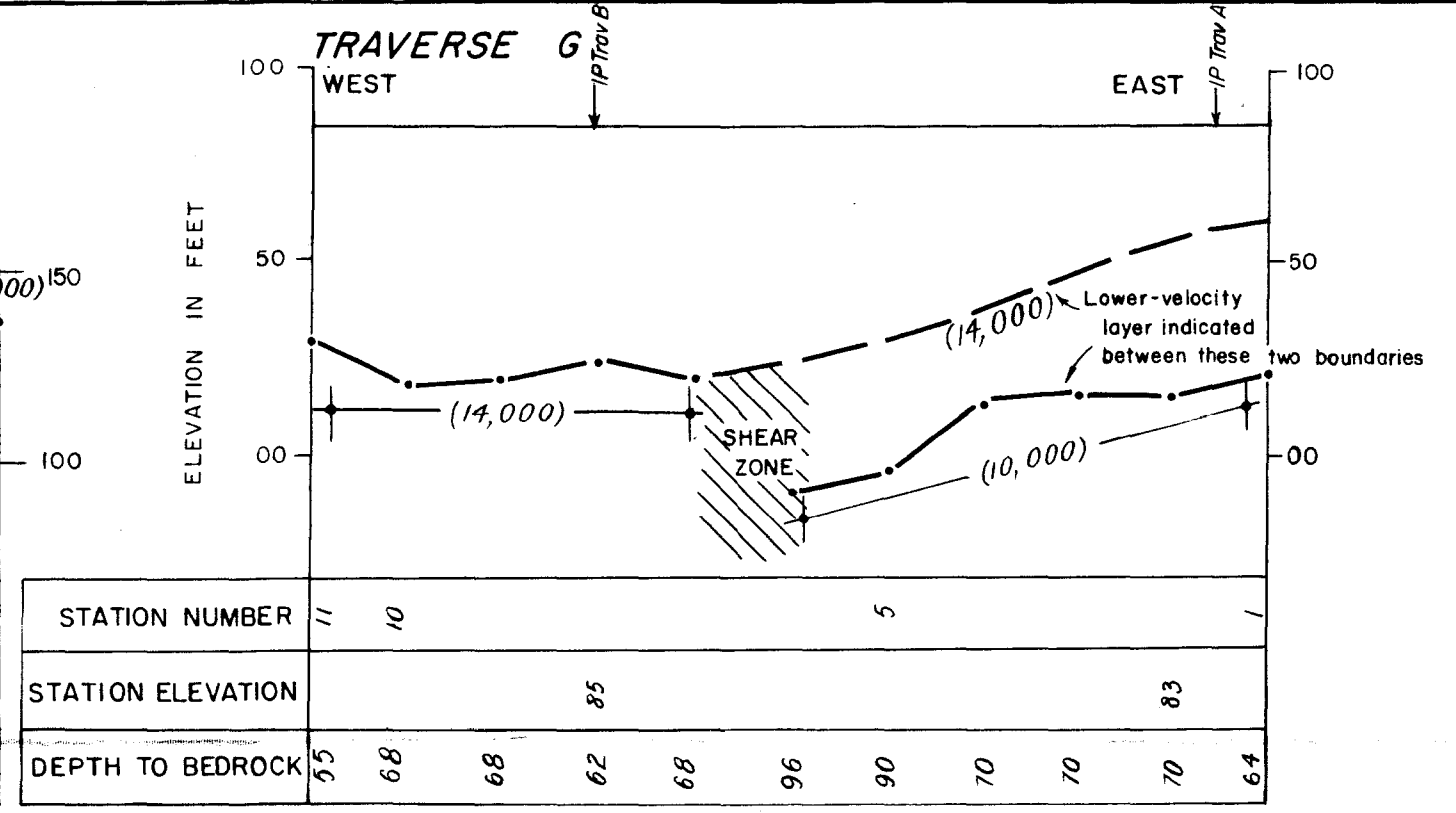 TRAVERSE G
IP Trav B
IP Trav A
100
WEST
EAST
100
ELEVATION IN FEET
50
50
00)
150
(14,000)
Lower-velocity
layer indicated
between these two boundaries
(14,000)
SHEAR
ZONE
(10,000)
100
00
00
STATION NUMBER 11 10 5 1
STATION ELEVATION 85 83
DEPTH TO BEDROCK 55 68 68 62 68 96 90 70 70 70 64